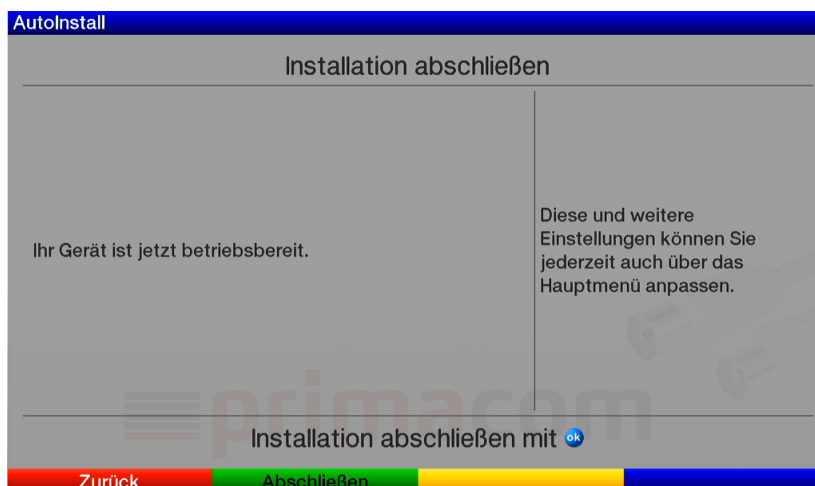 AutoInstall
Installation abschließen
Ihr Gerät ist jetzt betriebsbereit.
Diese und weitere
Einstellungen können Sie
jederzeit auch über das
Hauptmenü anpassen.
primacom
Installation abschließen mit ok
Zurück
Abschließen